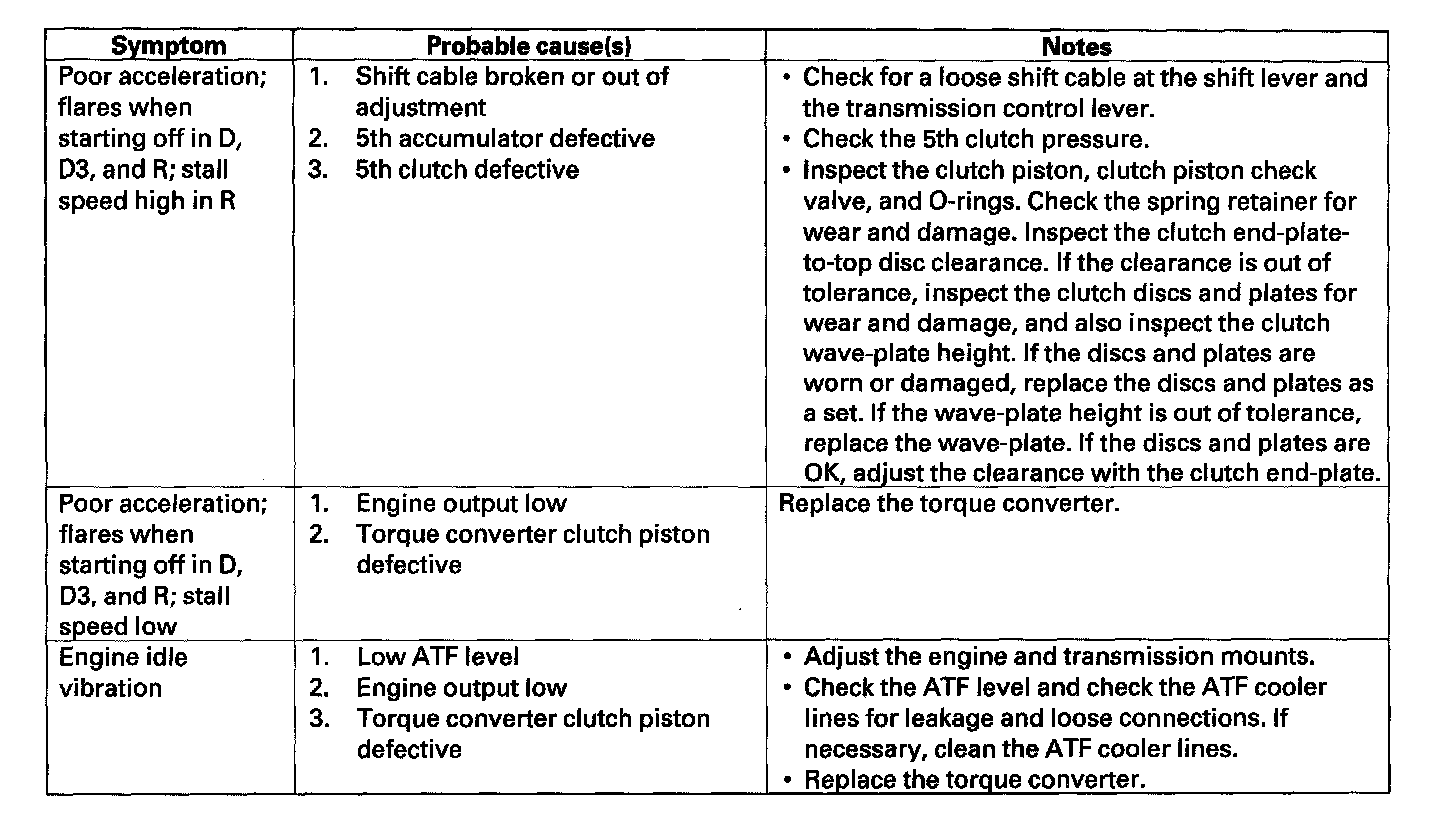 Symptom
Probable cause(s)
Notes
Poor acceleration;
flares when
starting off in D,
D3, and R; stall
speed high in R
1. Shift cable broken or out of
adjustment
2. 5th accumulator defective
3. 5th clutch defective
• Check for a loose shift cable at the shift lever and
the transmission control lever.
• Check the 5th clutch pressure.
• Inspect the clutch piston, clutch piston check
valve, and O-rings. Check the spring retainer for
wear and damage. Inspect the clutch end-plate-
to-top disc clearance. If the clearance is out of
tolerance, inspect the clutch discs and plates for
wear and damage, and also inspect the clutch
wave-plate height. If the discs and plates are
worn or damaged, replace the discs and plates as
a set. If the wave-plate height is out of tolerance,
replace the wave-plate. If the discs and plates are
OK, adjust the clearance with the clutch end-plate.
Poor acceleration;
flares when
starting off in D,
D3, and R; stall
speed low
1. Engine output low
2. Torque converter clutch piston
defective
Replace the torque converter.
Engine idle
vibration
1. Low ATF level
2. Engine output low
3. Torque converter clutch piston
defective
• Adjust the engine and transmission mounts.
• Check the ATF level and check the ATF cooler
lines for leakage and loose connections. If
necessary, clean the ATF cooler lines.
• Replace the torque converter.